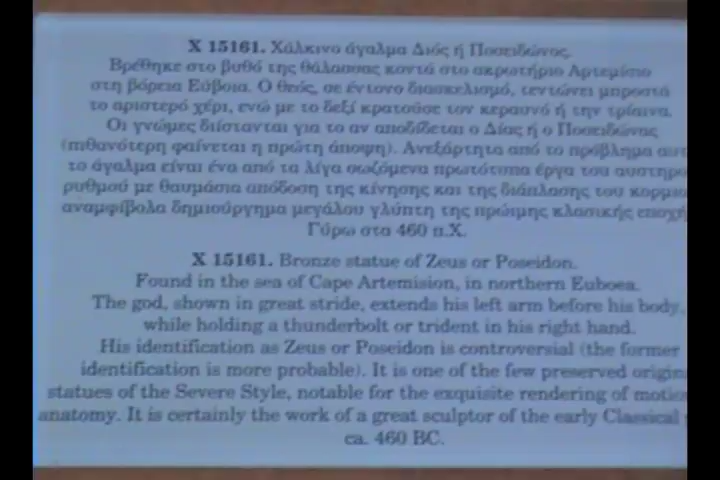 Χ 15161. Χάλκινο άγαλμα Διός ή Ποσειδώνος.
Βρέθηκε στο βυθό της θάλασσας κοντά στο ακρωτήριο Αρτεμίσιο
στη βόρεια Εύβοια. Ο θεός, σε έντονο διασκελισμό, τεντώνει μπροστά
το αριστερό χέρι, ενώ με το δεξί κρατούσε τον κεραυνό ή την τρίαινα.
Οι γνώμες διίστανται για το αν αποδίδεται ο Δίας ή ο Ποσειδώνας
(πιθανότερη φαίνεται η πρώτη άποψη). Ανεξάρτητα από το πρόβλημα αυτ
το άγαλμα είναι ένα από τα λίγα σωζόμενα πρωτότυπα έργα του αυστηρο
ρυθμού με θαυμάσια απόδοση της κίνησης και της διάπλασης του κορμιο
αναμφίβολα δημιούργημα μεγάλου γλύπτη της πρώιμης κλασικής εποχή
Γύρω στα 460 π.Χ.
X 15161. Bronze statue of Zeus or Poseidon.
Found in the sea of Cape Artemision, in northern Euboea.
The god, shown in great stride, extends his left arm before his body,
while holding a thunderbolt or trident in his right hand.
His identification as Zeus or Poseidon is controversial (the former
identification is more probable). It is one of the few preserved origin
statues of the Severe Style, notable for the exquisite rendering of motio
anatomy. It is certainly the work of a great sculptor of the early Classical
ca. 460 BC.